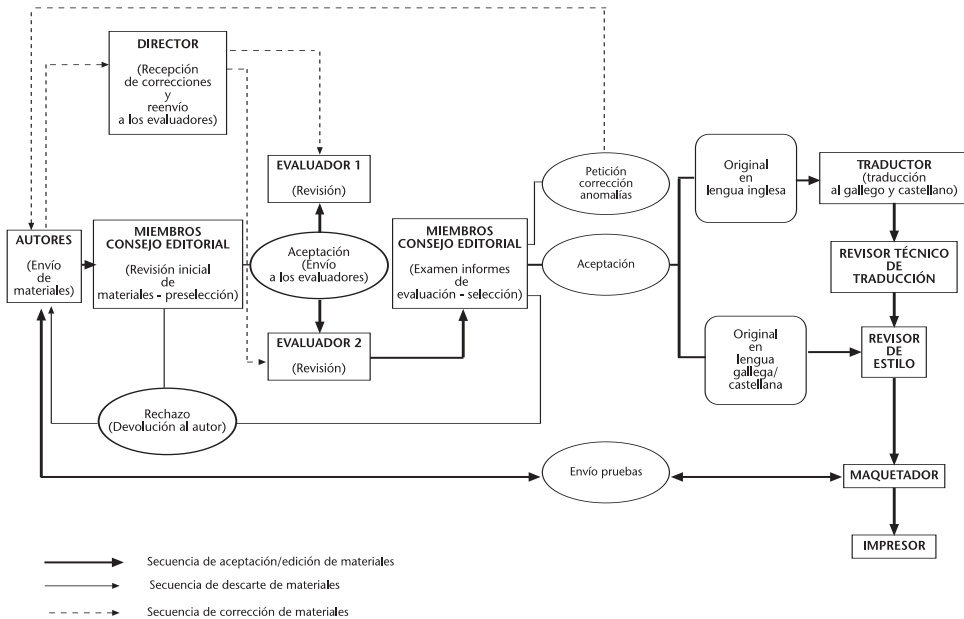 DIRECTOR
(Recepción
de correcciones
y
reenvío
a los evaluadores)
EVALUADOR 1
(Revisión)
Petición
corrección
anomalías
Original
en
lengua inglesa
TRADUCTOR
(traducción
al gallego y castellano)
AUTORES
(Envío
de
materiales)
MIEMBROS
CONSEJO EDITORIAL
(Revisión inicial
de
materiales - preselección)
Aceptación
(Envío
a los evaluadores)
MIEMBROS
CONSEJO EDITORIAL
(Examen informes
de
evaluación - selección)
Aceptación
REVISOR TÉCNICO
DE
TRADUCCIÓN
EVALUADOR 2
(Revisión)
Original
en
lengua
gallega/
castellana
REVISOR
DE
ESTILO
Rechazo
(Devolución al autor)
Envío pruebas
MAQUETADOR
IMPRESOR
Secuencia de aceptación/edición de materiales
Secuencia de descarte de materiales
Secuencia de corrección de materiales